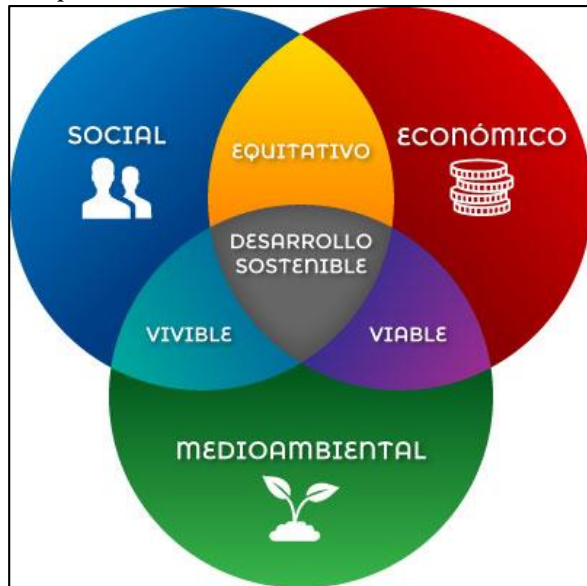 SOCIAL
EQUITATIVO
ECONÓMICO
DESARROLLO
SOSTENIBLE
VIVIBLE
VIABLE
MEDIOAMBIENTAL